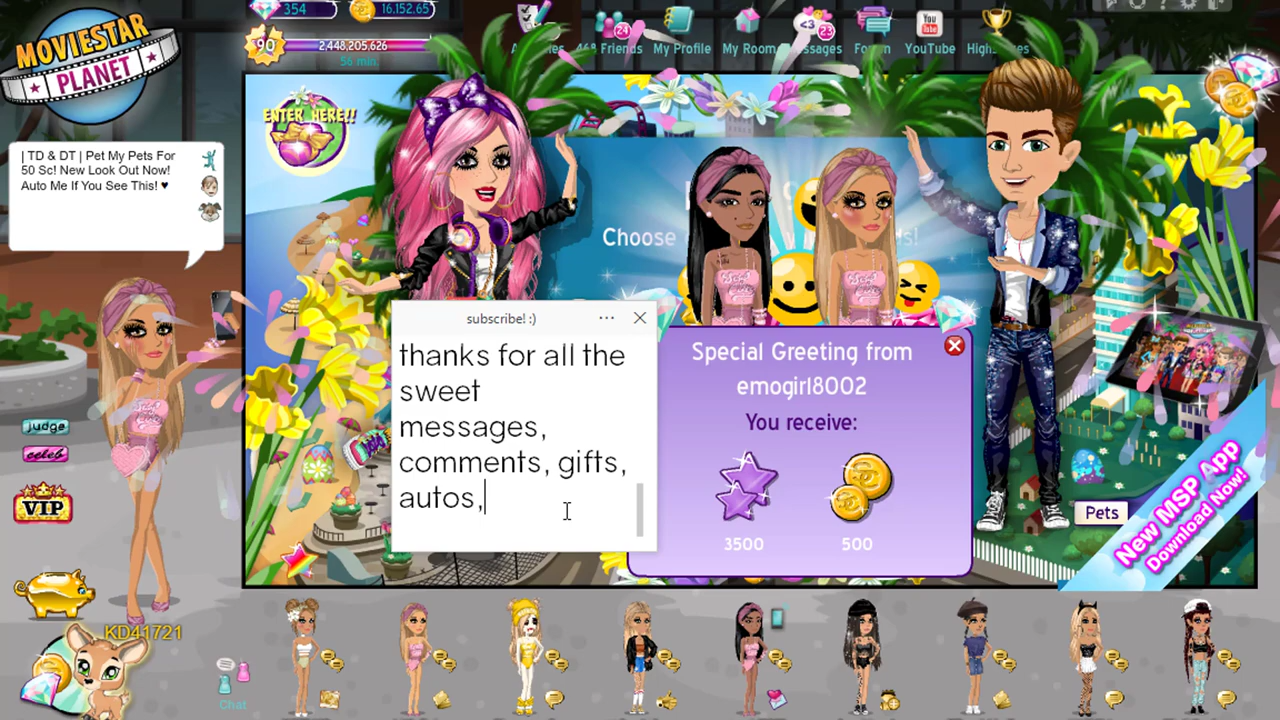 MOVIESTAR
PLANET
354
16,152.65
90
2,448,205,626
56 min.
24
<3
23
468 Friends
My Profile
My Room
Forum
You
Tube
YouTube
ENTER HERE!!
| TD & DT | Pet My Pets For
50 Sc! New Look Out Now!
Auto Me If You See This! ♥
Choose
subscribe! :)
thanks for all the
sweet
messages,
comments, gifts,
autos,
Special Greeting from
emogirl8002
You receive:
3500
500
judge
celeb
VIP
Pets
New MSP App
Download Now!
KD41721
Chat